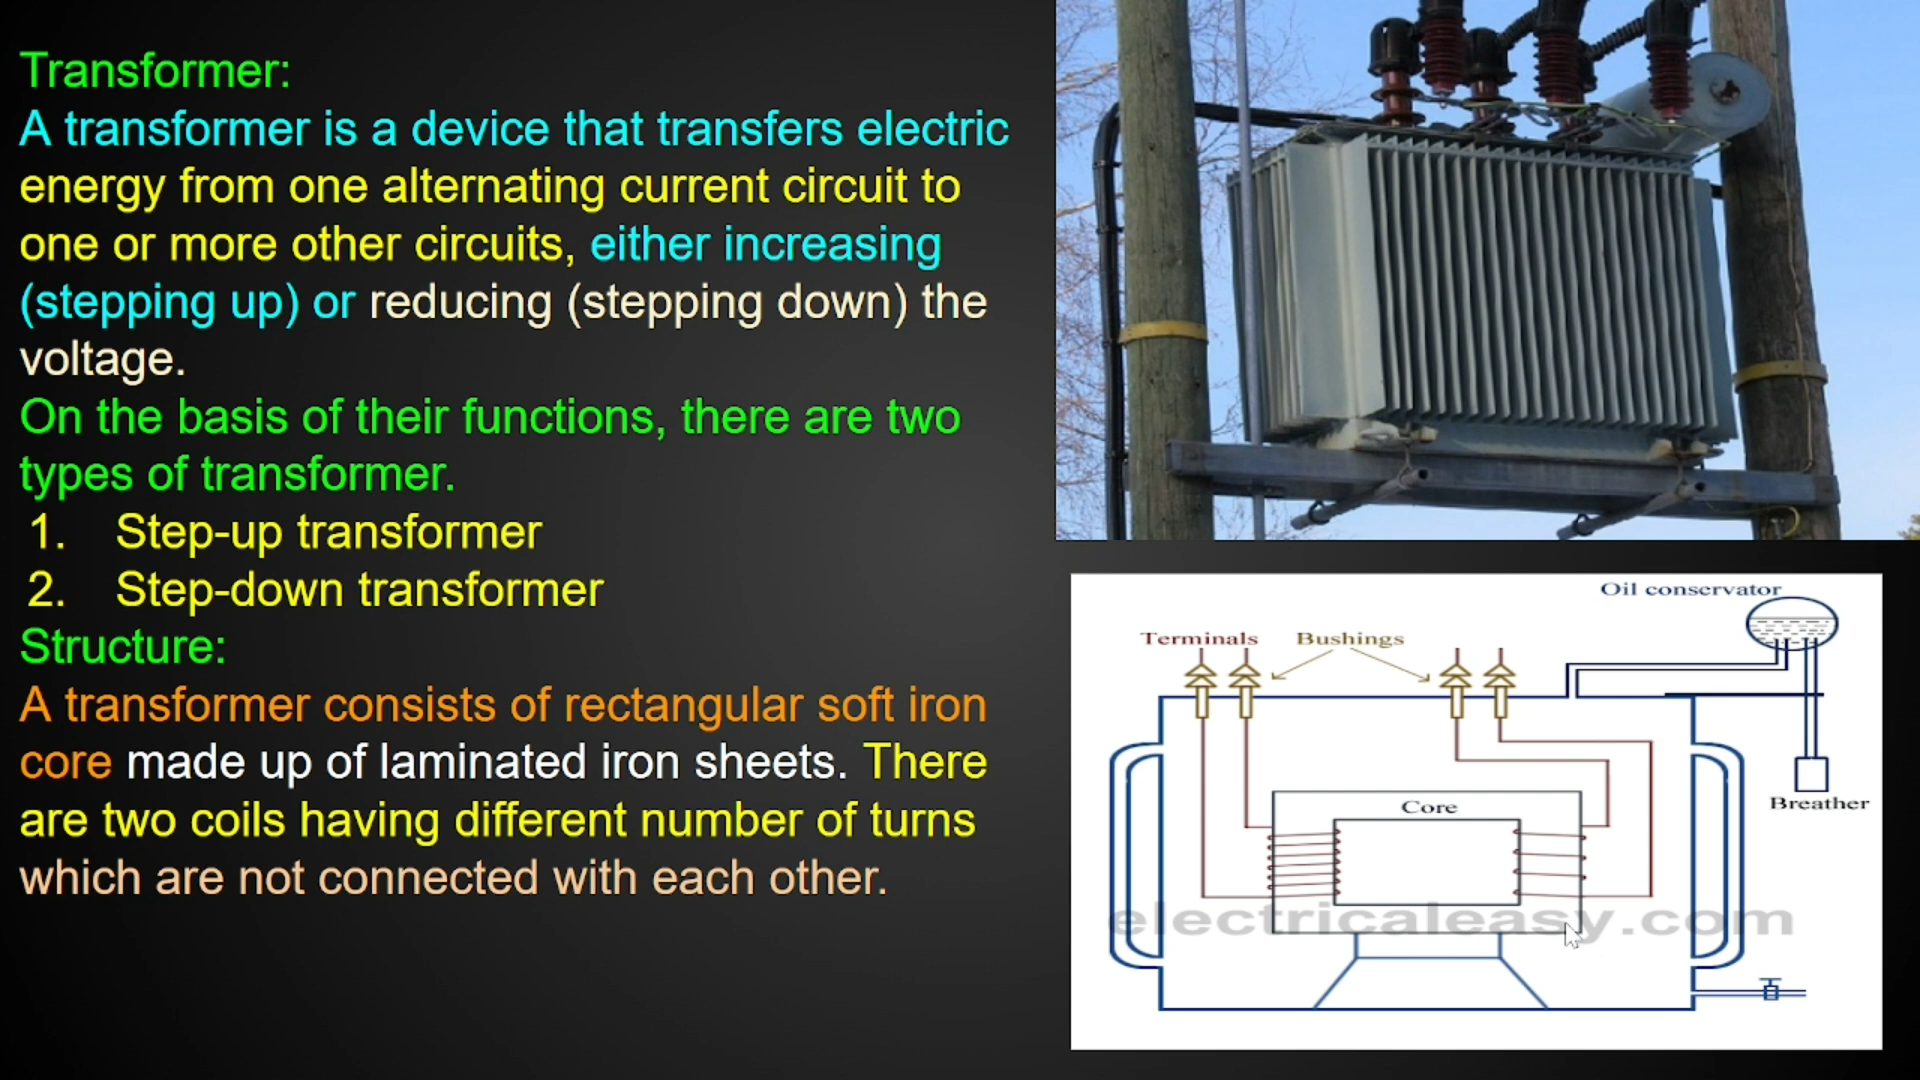 Transformer:
A transformer is a device that transfers electric
energy from one alternating current circuit to
one or more other circuits, either increasing
(stepping up) or reducing (stepping down) the
voltage.
On the basis of their functions, there are two
types of transformer.
1. Step-up transformer
2. Step-down transformer
Structure:
A transformer consists of rectangular soft iron
core made up of laminated iron sheets. There
are two coils having different number of turns
which are not connected with each other.
Oil conservator
Terminals Bushings
Breather
Core
electricaleasy.com